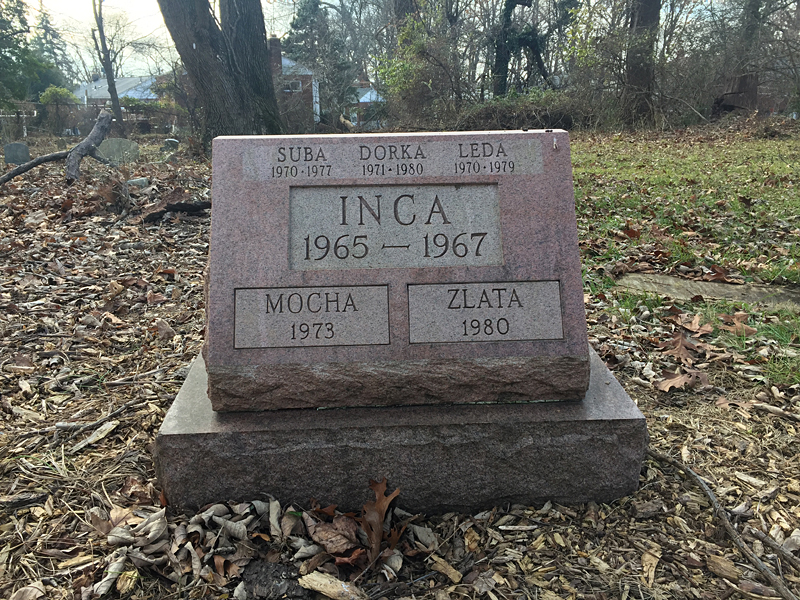 SUBA DORKA LEDA
1970 · 1977 1971 · 1980 1970 · 1979
INCA
1965 — 1967
MOCHA ZLATA
1973 1980